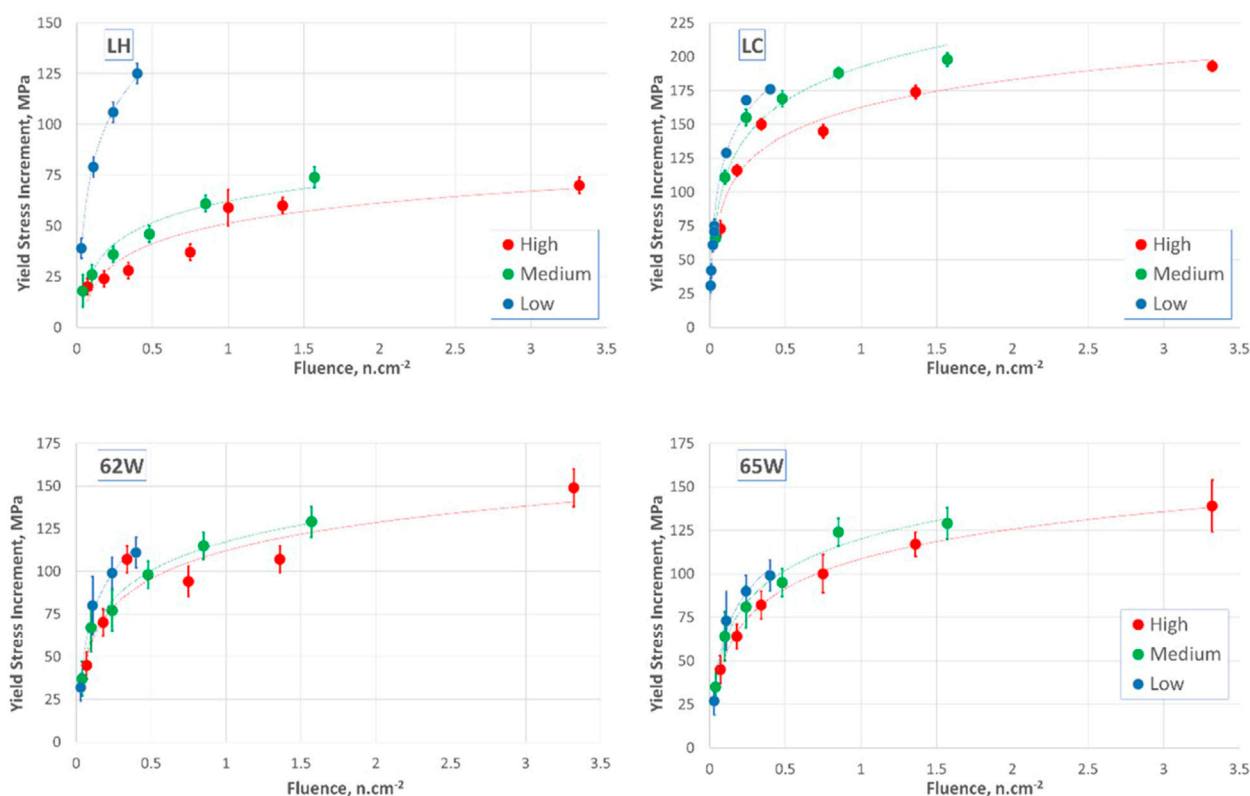 LH
Yield Stress Increment, MPa
150
125
100
75
50
25
0
High
Medium
Low
0 0.5 1 1.5 2 2.5 3 3.5
Fluence, n.cm-2
LC
Yield Stress Increment, MPa
225
200
175
150
125
100
75
50
25
0
High
Medium
Low
0 0.5 1 1.5 2 2.5 3 3.5
Fluence, n.cm-2
62W
Yield Stress Increment, MPa
175
150
125
100
75
50
25
0
0 0.5 1 1.5 2 2.5 3 3.5
Fluence, n.cm-2
65W
Yield Stress Increment, MPa
175
150
125
100
75
50
25
0
High
Medium
Low
0 0.5 1 1.5 2 2.5 3 3.5
Fluence, n.cm-2